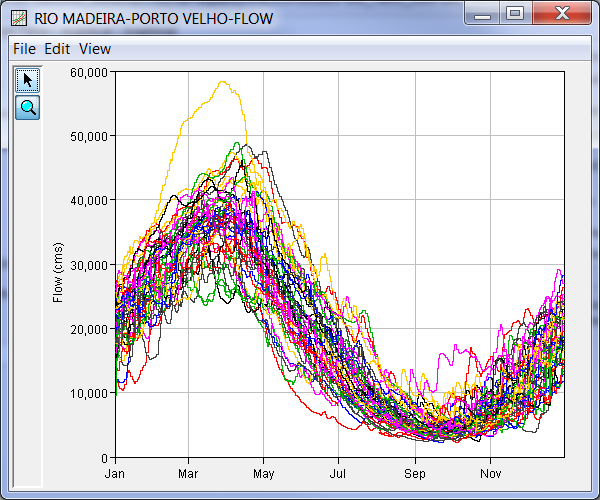 RIO MADEIRA-PORTO VELHO-FLOW
File Edit View
60,000
50,000
40,000
30,000
20,000
10,000
0
Flow (cms)
Jan Mar May Jul Sep Nov